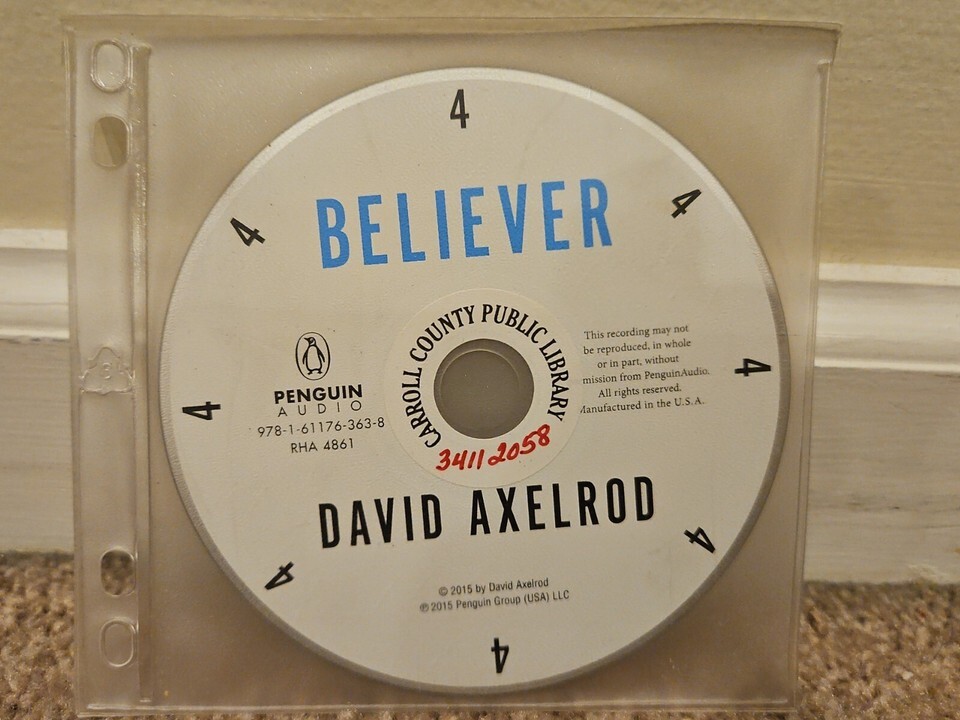 4
4
4
BELIEVER
CARROLL COUNTY PUBLIC LIBRARY
34112058
PENGUIN
AUDIO
978-1-61176-363-8
RHA 4861
This recording may not
be reproduced, in whole
or in part, without
mission from PenguinAudio.
All rights reserved.
Manufactured in the U.S.A.
4
4
DAVID AXELROD
4
4
© 2015 by David Axelrod
℗ 2015 Penguin Group (USA) LLC
4